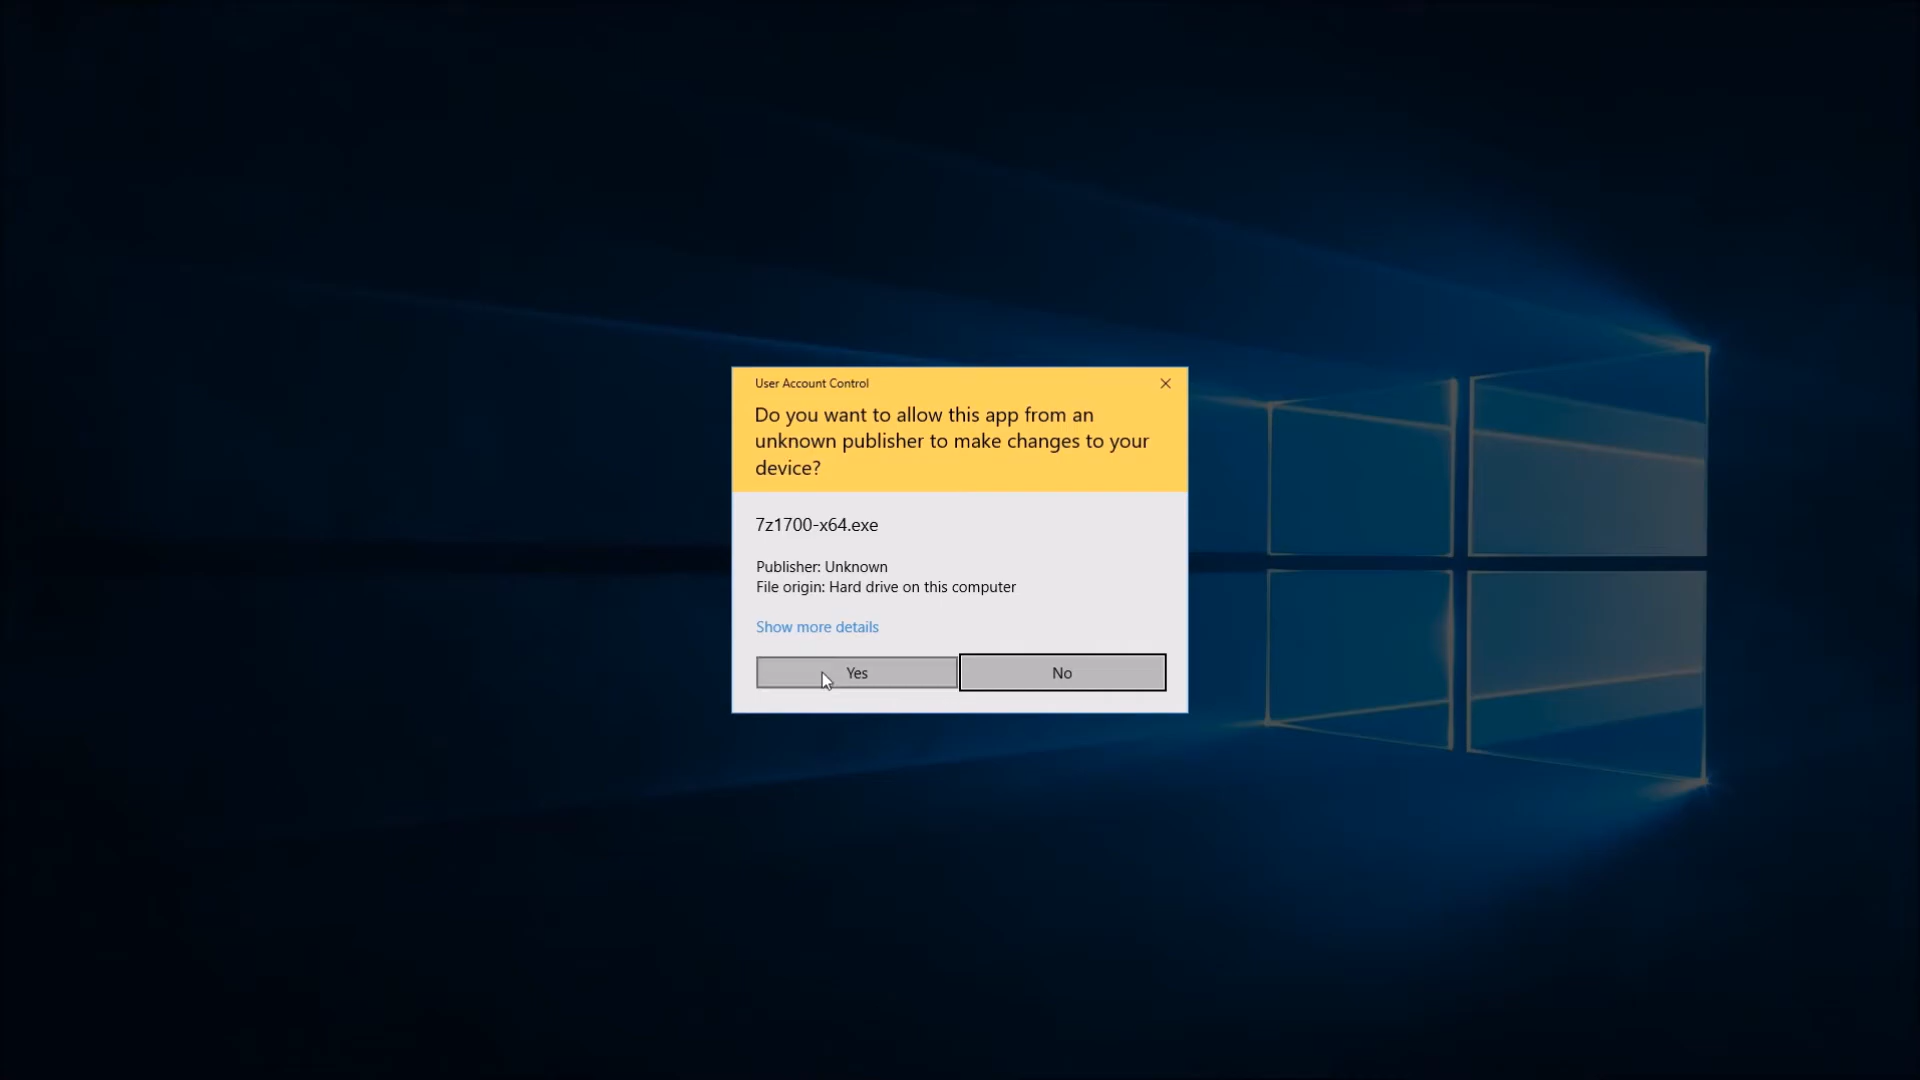 User Account Control
Do you want to allow this app from an
unknown publisher to make changes to your
device?
7z1700-x64.exe
Publisher: Unknown
File origin: Hard drive on this computer
Show more details
Yes
No